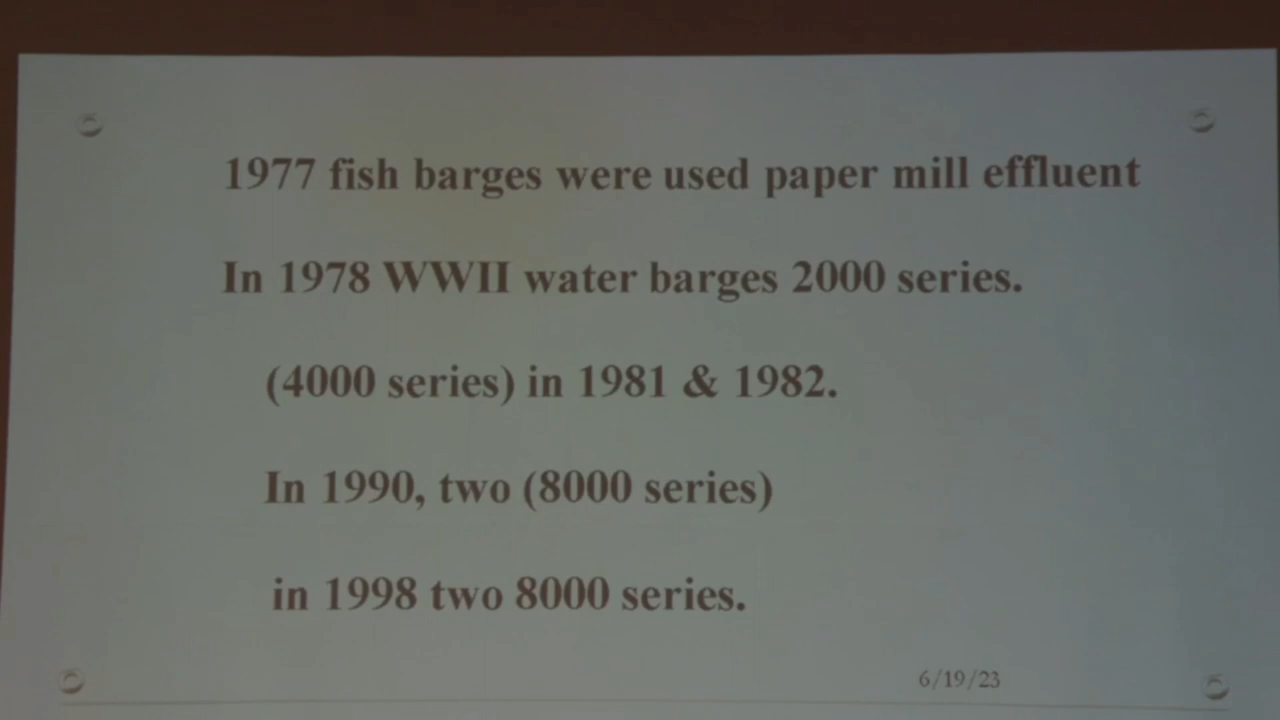 1977 fish barges were used paper mill effluent
In 1978 WWII water barges 2000 series.
(4000 series) in 1981 & 1982.
In 1990, two (8000 series)
in 1998 two 8000 series.
6/19/23